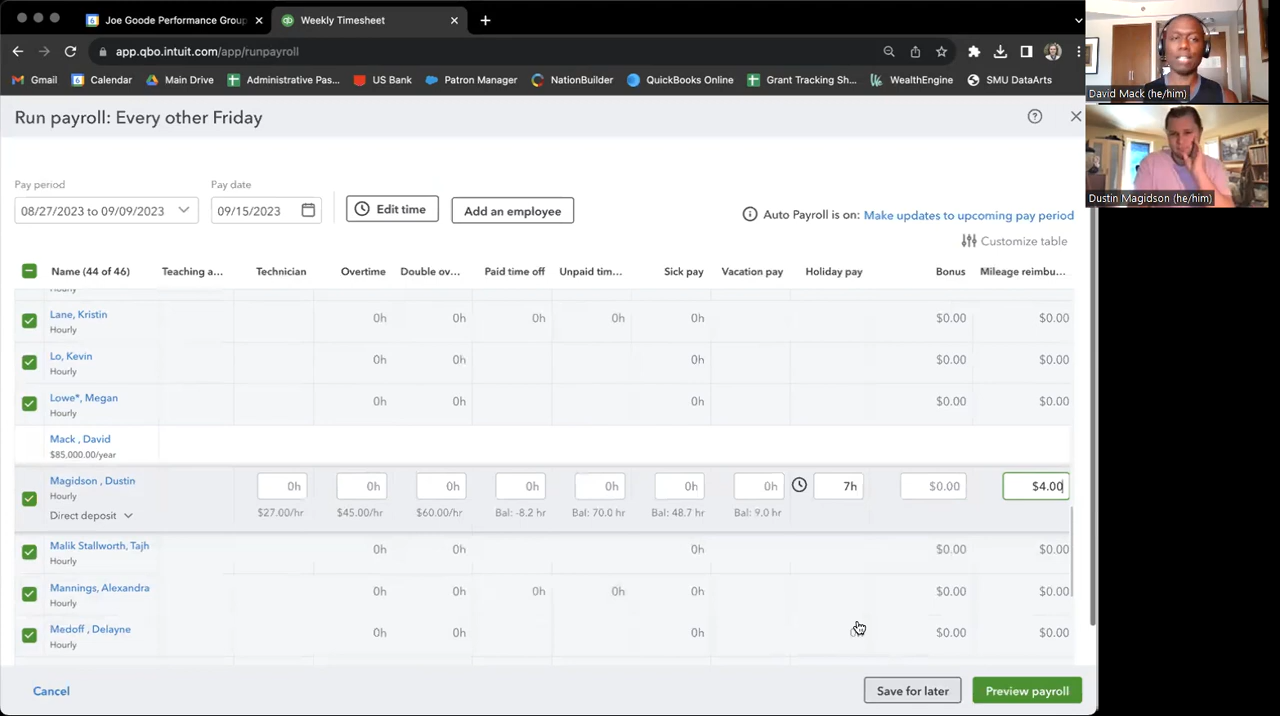 Joe Goode Performance Group
Weekly Timesheet
app.qbo.intuit.com/app/runpayroll
Gmail
Calendar
Main Drive
Administrative Pas...
US Bank
Patron Manager
NationBuilder
QuickBooks Online
Grant Tracking Sh...
WealthEngine
SMU DataArts
David Mack (he/him)
Dustin Magidson (he/him)
Run payroll: Every other Friday
Pay period
Pay date
08/27/2023 to 09/09/2023
09/15/2023
Edit time
Add an employee
Auto Payroll is on: Make updates to upcoming pay period
Customize table
Name (44 of 46) Teaching a... Technician Overtime Double ov... Paid time off Unpaid tim... Sick pay Vacation pay Holiday pay Bonus Mileage reimbu...
Hourly
Lane, Kristin 0h 0h 0h 0h 0h $0.00 $0.00
Hourly
Lo, Kevin 0h 0h 0h $0.00 $0.00
Hourly
Lowe*, Megan 0h 0h 0h $0.00 $0.00
Hourly
Mack , David
$85,000.00/year
Magidson , Dustin 0h 0h 0h 0h 0h 0h 0h 7h $0.00 $4.00
Hourly
Direct deposit $27.00/hr $45.00/hr $60.00/hr Bal: -8.2 hr Bal: 70.0 hr Bal: 48.7 hr Bal: 9.0 hr
Malik Stallworth, Tajh 0h 0h 0h $0.00 $0.00
Hourly
Mannings, Alexandra 0h 0h 0h 0h 0h $0.00 $0.00
Hourly
Medoff , Delayne 0h 0h 0h $0.00 $0.00
Hourly
Cancel
Save for later
Preview payroll